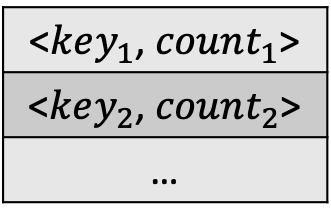 <key₁, count₁>
<key₂, count₂>
...